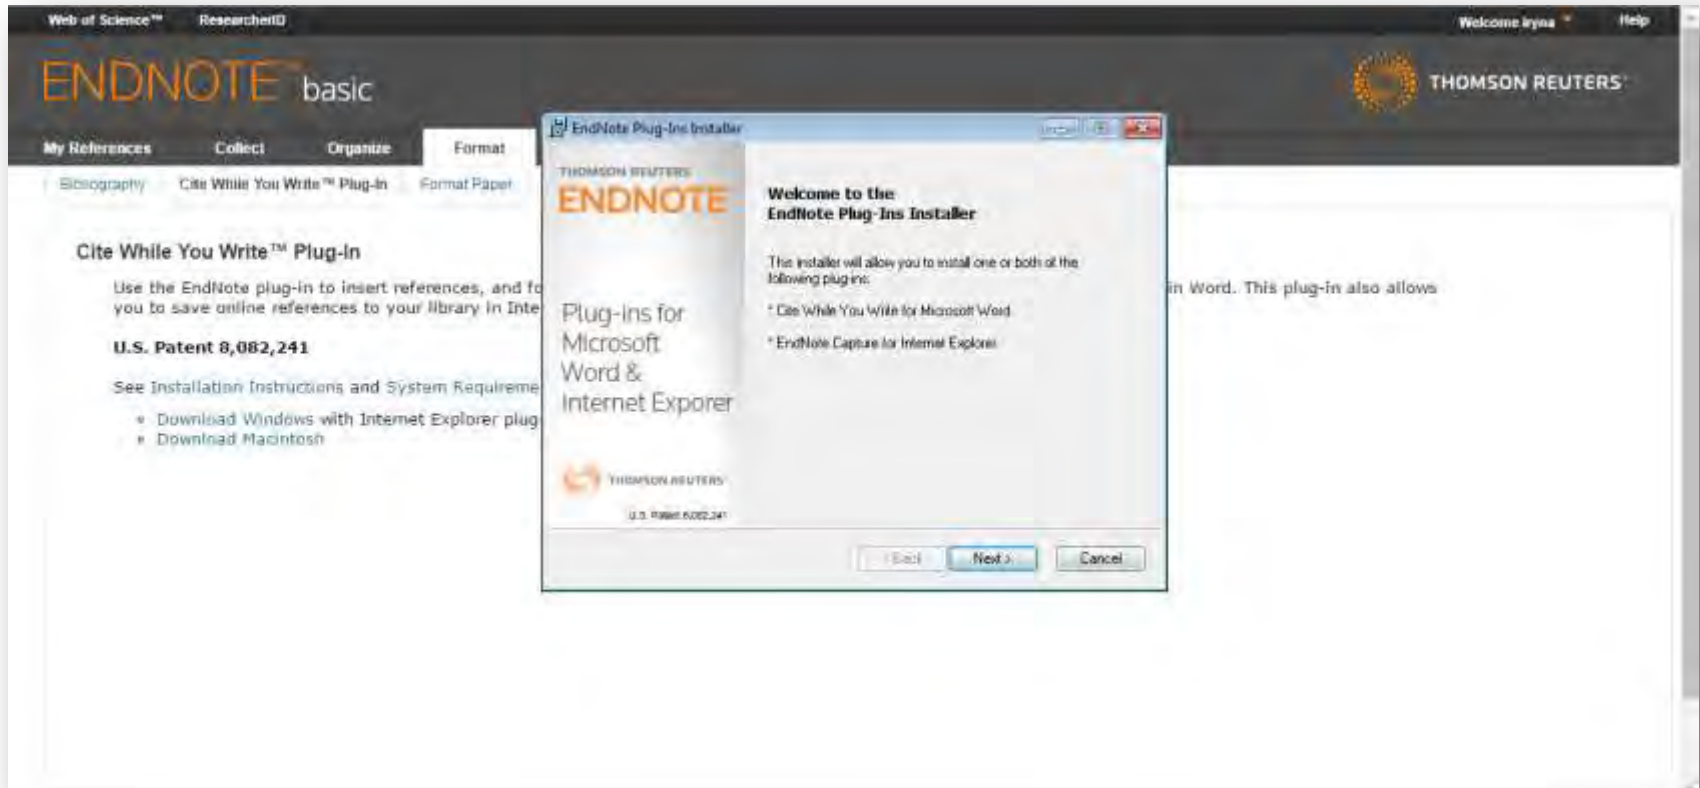 Web of Science™ ResearcherID Welcome Iryna Help
ENDNOTE™ basic
THOMSON REUTERS
My References Collect Organize Format
Bibliography Cite While You Write™ Plug-In Format Paper
Cite While You Write™ Plug-In
Use the EndNote plug-in to insert references, and fo
in Word. This plug-in also allows
you to save online references to your library in Inte
U.S. Patent 8,082,241
See Installation Instructions and System Requireme
Download Windows with Internet Explorer plug
Download Macintosh
EndNote Plug-Ins Installer
THOMSON REUTERS
ENDNOTE
Plug-ins for
Microsoft
Word &
Internet Exporer
THOMSON REUTERS
U.S. Patent 8,082,241
Welcome to the
EndNote Plug-Ins Installer
This installer will allow you to install one or both of the
following plug-ins:
* Cite While You Write for Microsoft Word
* EndNote Capture for Internet Explorer
< Back Next > Cancel